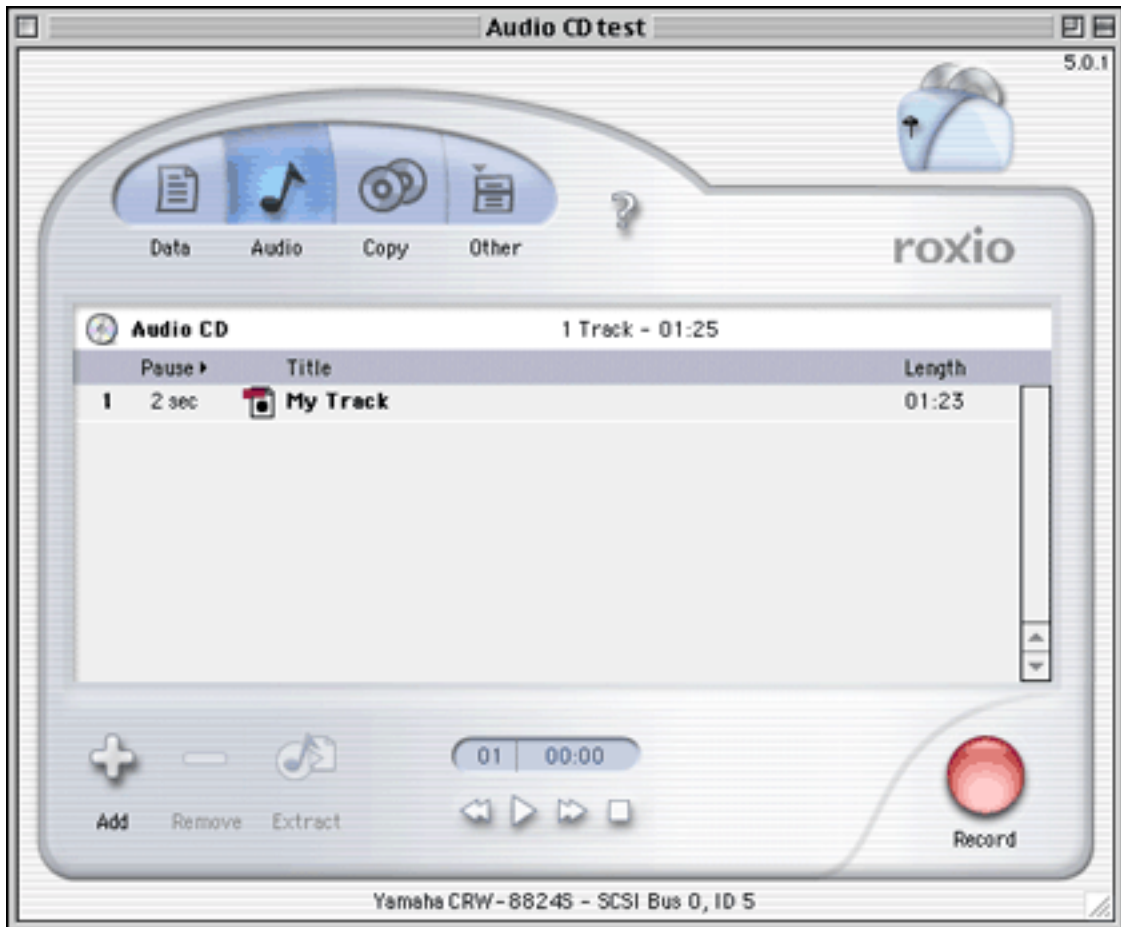 Audio CD test
5.0.1
Data Audio Copy Other
roxio
Audio CD 1 Track - 01:25
Pause Title Length
1 2 sec My Track 01:23
01 00:00
Add Remove Extract
Record
Yamaha CRW-8824S - SCSI Bus 0, ID 5